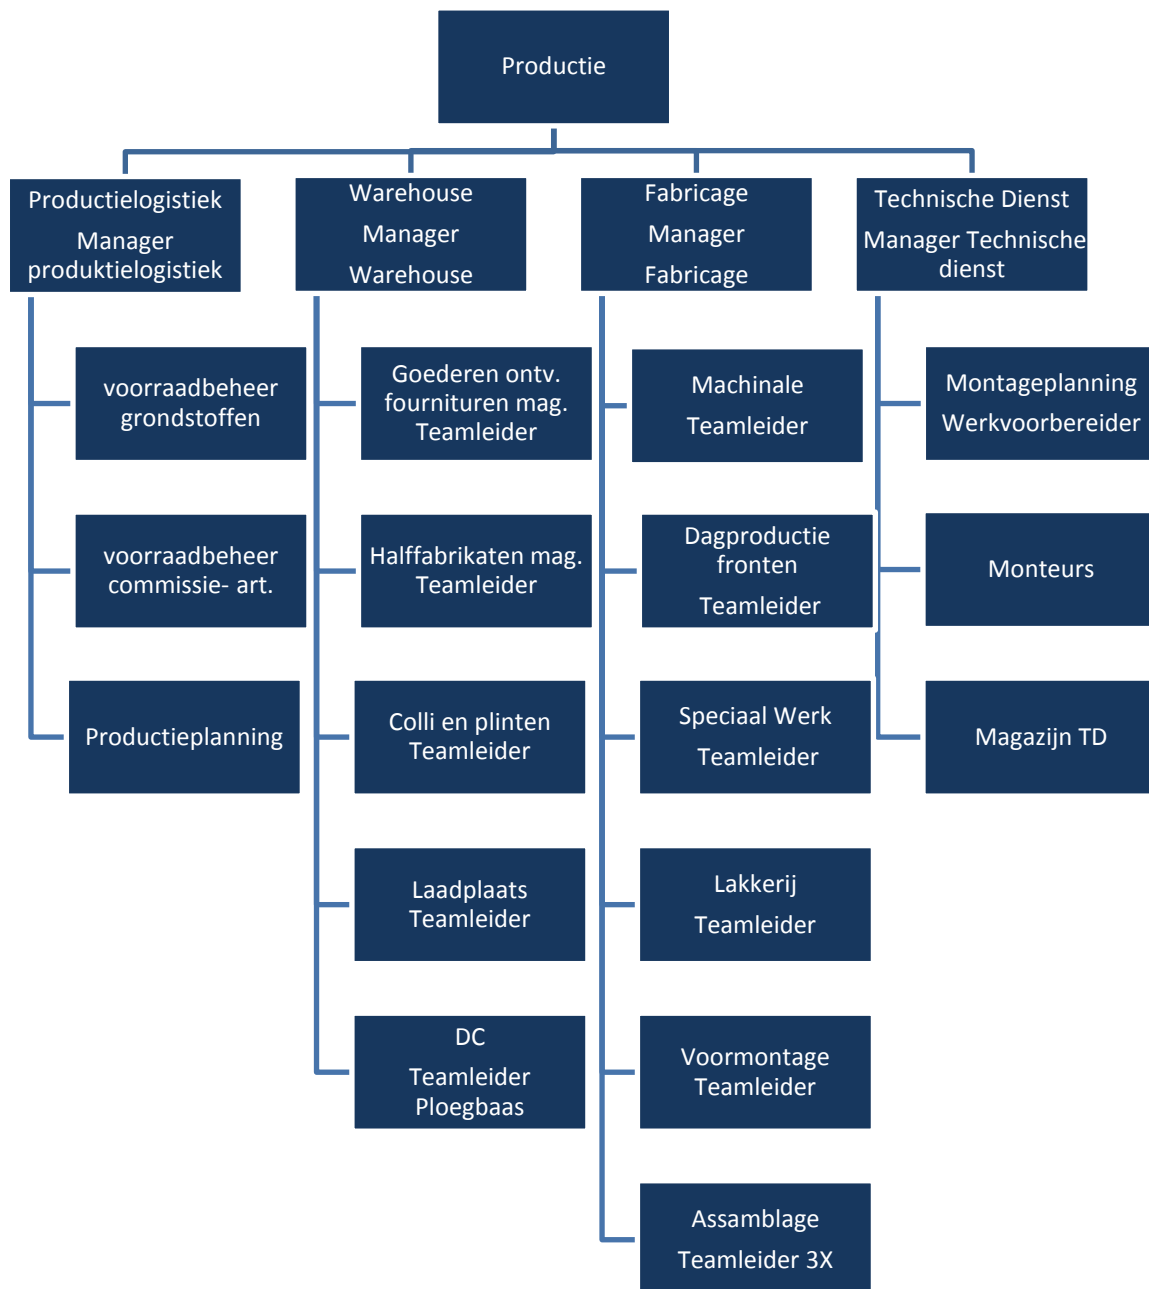 Productie
Productielogistiek
Manager
produktielogistiek
Warehouse
Manager
Warehouse
Fabricage
Manager
Fabricage
Technische Dienst
Manager Technische
dienst
voorraadbeheer
grondstoffen
Goederen ontv.
fournituren mag.
Teamleider
Machinale
Teamleider
Montageplanning
Werkvoorbereider
voorraadbeheer
commissie- art.
Halffabrikaten mag.
Teamleider
Dagproductie
fronten
Teamleider
Monteurs
Productieplanning
Colli en plinten
Teamleider
Speciaal Werk
Teamleider
Magazijn TD
Laadplaats
Teamleider
Lakkerij
Teamleider
DC
Teamleider
Ploegbaas
Voormontage
Teamleider
Assamblage
Teamleider 3X